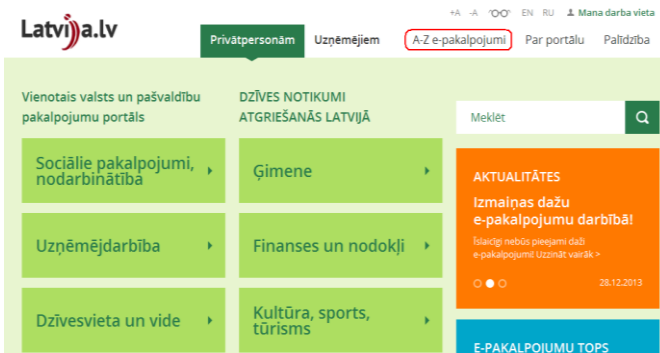 +A -A EN RU Mana darba vieta
Latvija.lv
Privātpersonām Uzņēmējiem A-Z e-pakalpojumi Par portālu Palīdzība
Vienotais valsts un pašvaldību
pakalpojumu portāls
Sociālie pakalpojumi,
nodarbinātība
Uzņēmējdarbība
Dzīvesvieta un vide
DZĪVES NOTIKUMI
ATGRIEŠANĀS LATVIJĀ
Ģimene
Finanses un nodokļi
Kultūra, sports,
tūrisms
Meklēt
AKTUALITĀTES
Izmaiņas dažu
e-pakalpojumu darbībā!
Īslaicīgi nebūs pieejami daži
e-pakalpojumi! Uzzināt vairāk >
28.12.2013
E-PAKALPOJUMU TOPS